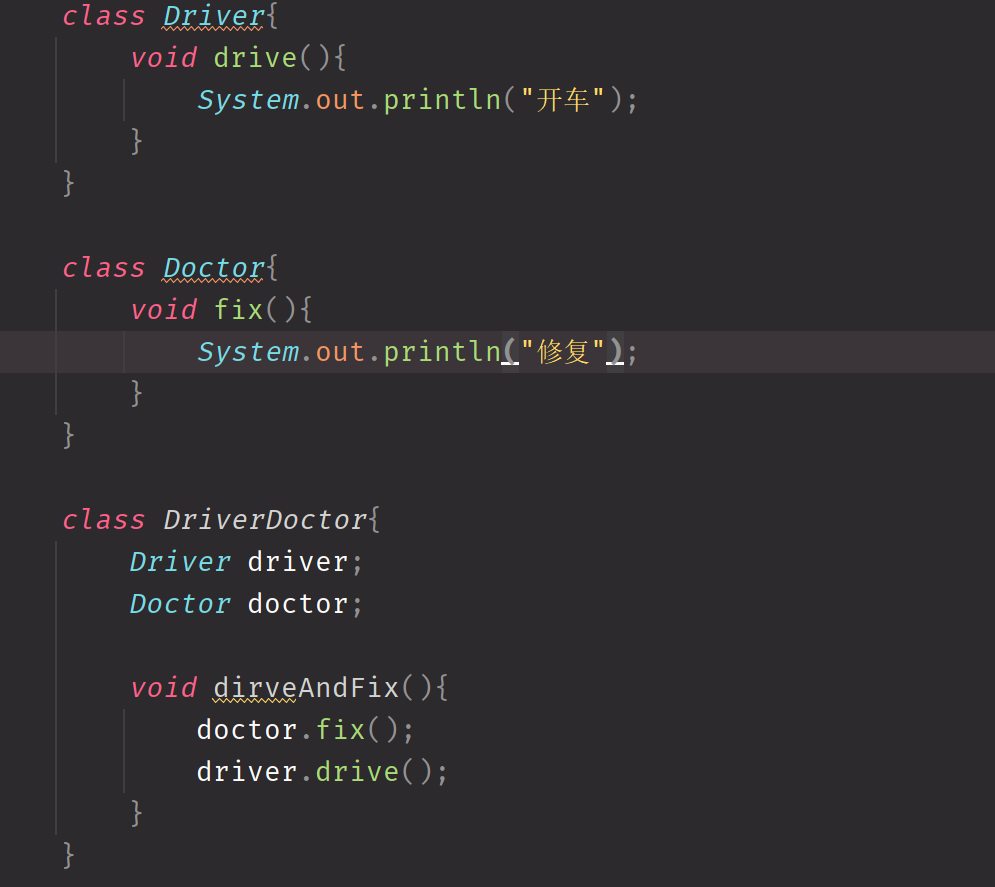 class Driver{
void drive(){
System.out.println("开车");
}
}
class Doctor{
void fix(){
System.out.println("修复");
}
}
class DriverDoctor{
Driver driver;
Doctor doctor;
void dirveAndFix(){
doctor.fix();
driver.drive();
}
}